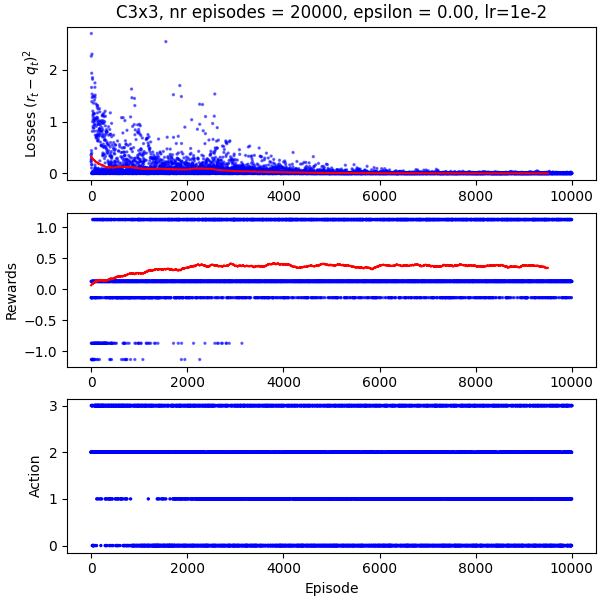 C3x3, nr episodes = 20000, epsilon = 0.00, lr=1e-2
Losses $(r_t - q_t)^2$
2
1
0
0 2000 4000 6000 8000 10000
Rewards
1.0
0.5
0.0
−0.5
−1.0
0 2000 4000 6000 8000 10000
Action
3
2
1
0
0 2000 4000 6000 8000 10000
Episode